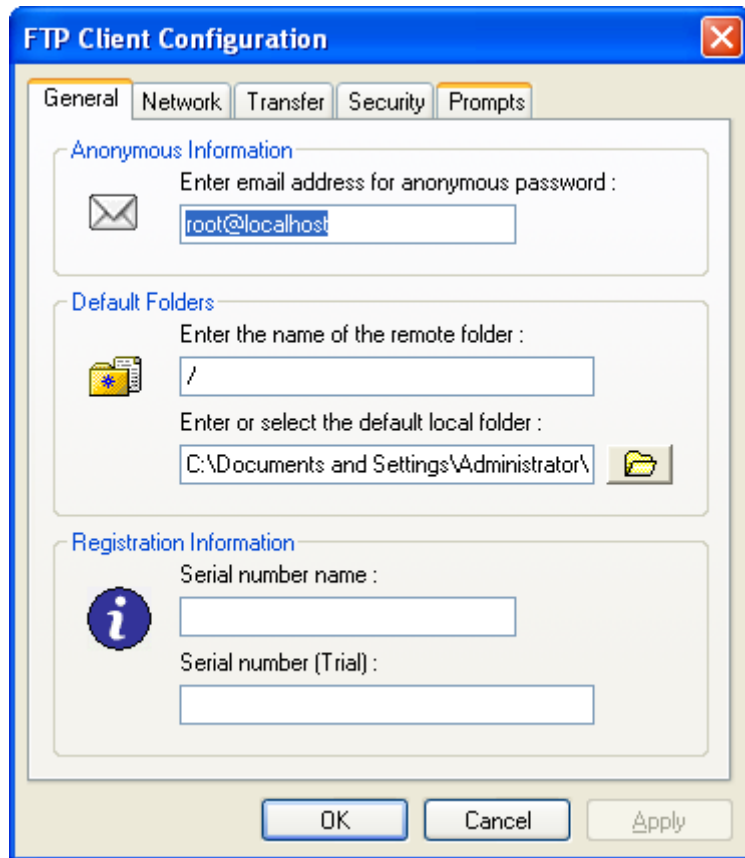 FTP Client Configuration
General Network Transfer Security Prompts
Anonymous Information
Enter email address for anonymous password :
root@localhost
Default Folders
Enter the name of the remote folder :
/
Enter or select the default local folder :
C:\Documents and Settings\Administrator\
Registration Information
Serial number name :
Serial number (Trial) :
OK Cancel Apply